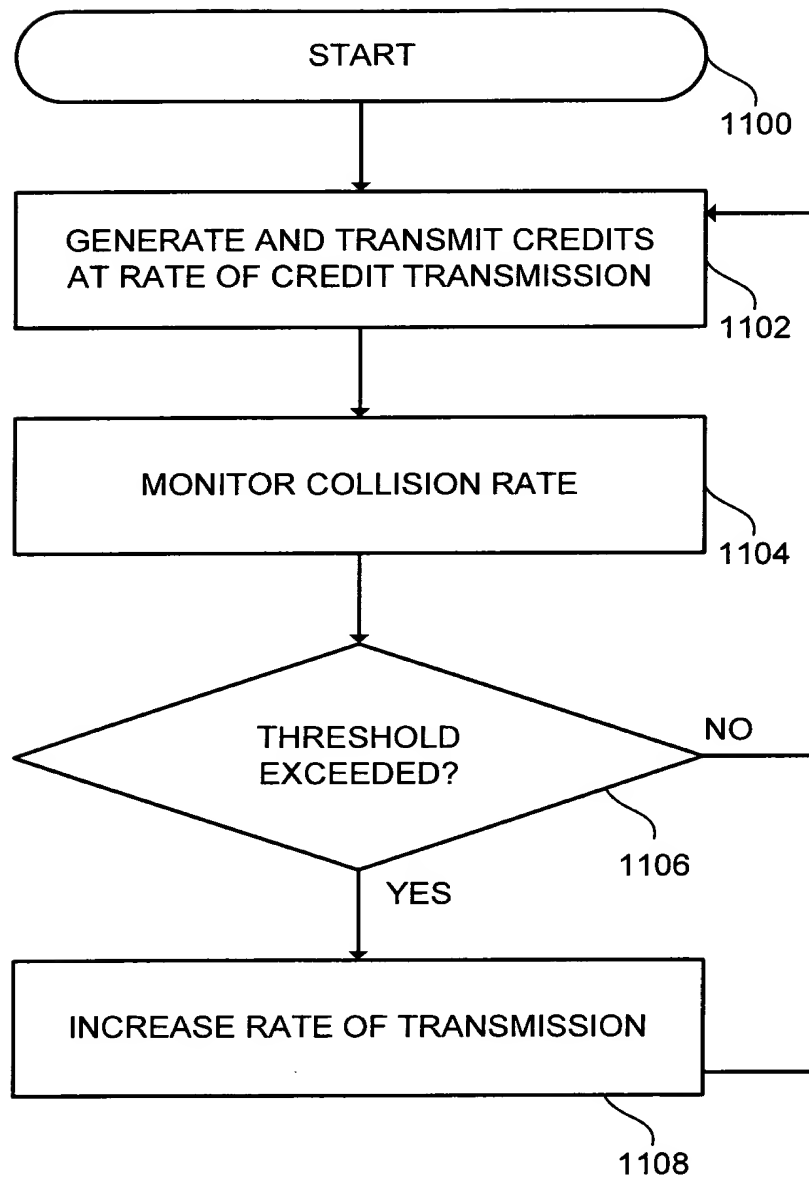 START
1100
GENERATE AND TRANSMIT CREDITS
AT RATE OF CREDIT TRANSMISSION
1102
MONITOR COLLISION RATE
1104
THRESHOLD
EXCEEDED?
NO
1106
YES
INCREASE RATE OF TRANSMISSION
1108